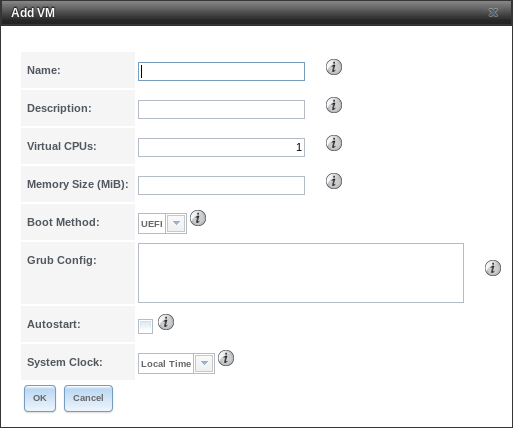 Add VM
Name:
Description:
Virtual CPUs: 1
Memory Size (MiB):
Boot Method: UEFI
Grub Config:
Autostart:
System Clock: Local Time
OK Cancel